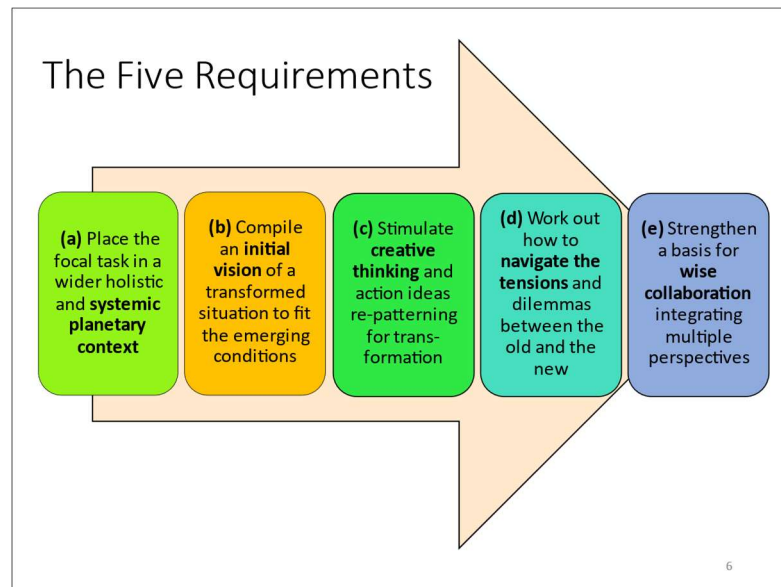 The Five Requirements
(a) Place the
focal task in a
wider holistic
and systemic
planetary
context
(b) Compile
an initial
vision of a
transformed
situation to fit
the emerging
conditions
(c) Stimulate
creative
thinking and
action ideas
re-patterning
for trans-
formation
(d) Work out
how to
navigate the
tensions and
dilemmas
between the
old and the
new
(e) Strengthen
a basis for
wise
collaboration
integrating
multiple
perspectives
6